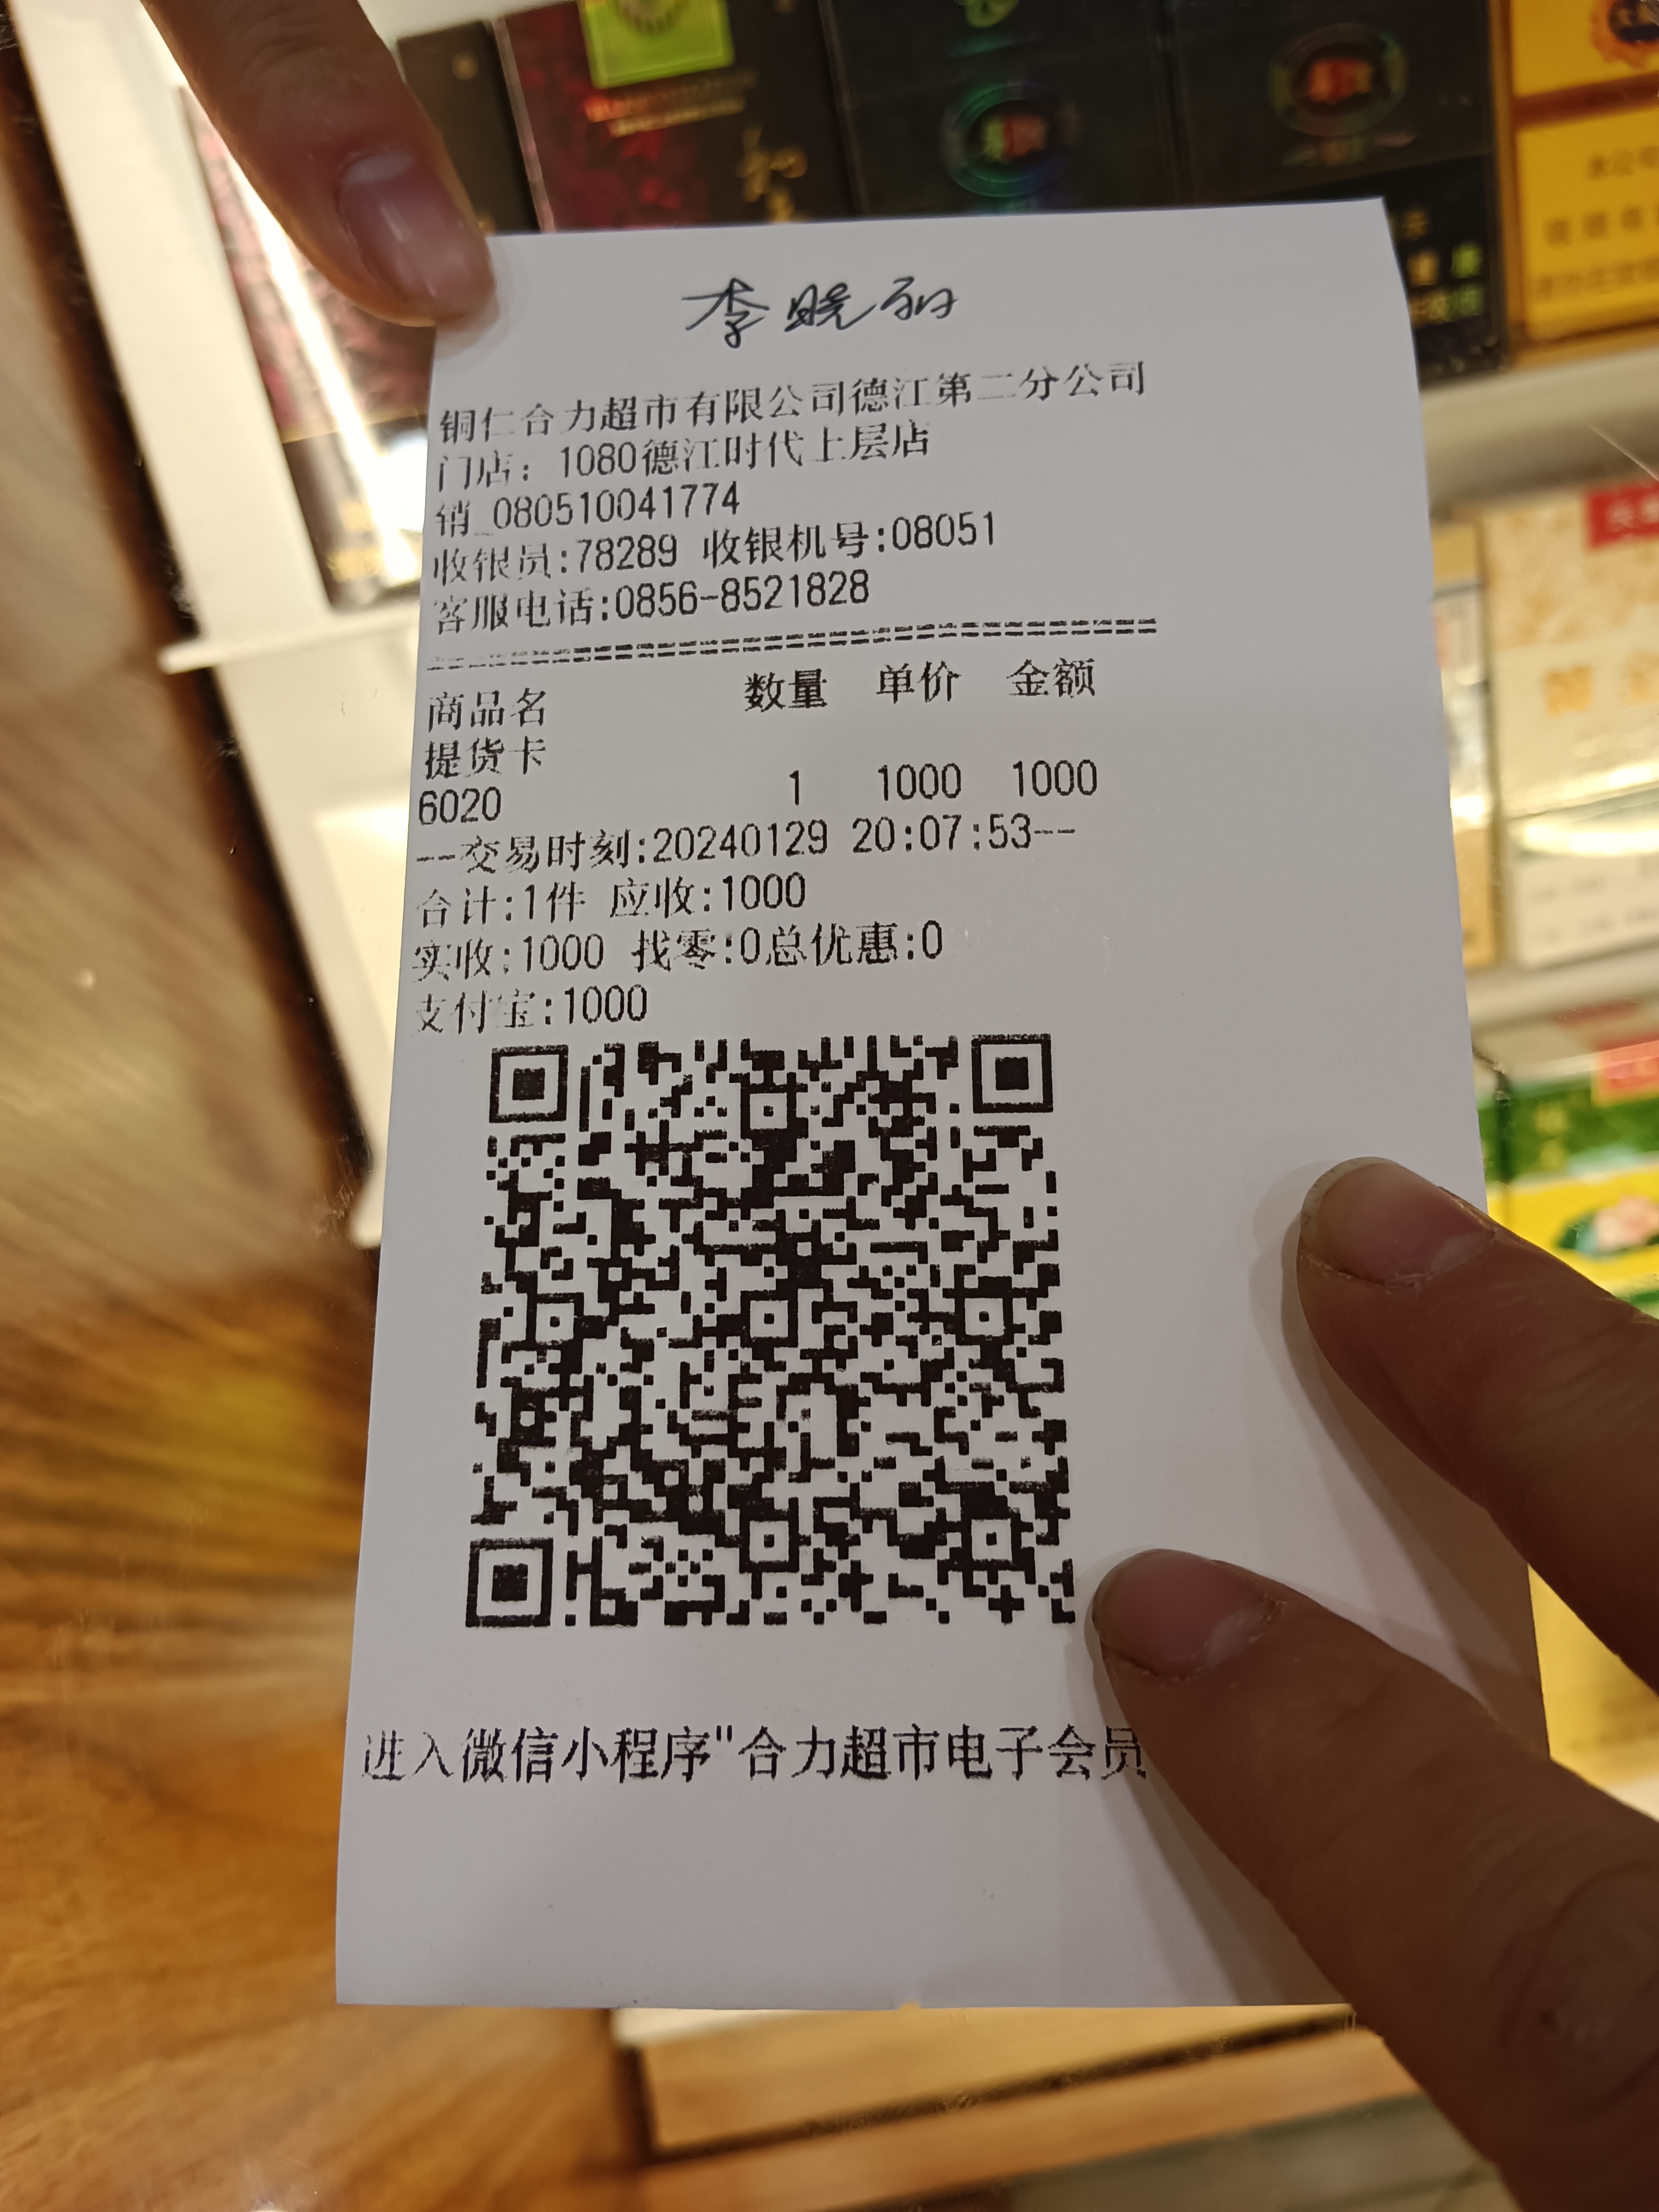 李晓丽
铜仁合力超市有限公司德江第二分公司
门店：1080德江时代上层店
销_080510041774
收银员:78289 收银机号:08051
客服电话:0856-8521828
==================================
商品名 数量 单价 金额
提货卡
6020 1 1000 1000
--交易时刻:20240129 20:07:53--
合计:1件 应收:1000
实收:1000 找零:0总优惠:0
支付宝:1000
进入微信小程序"合力超市电子会员